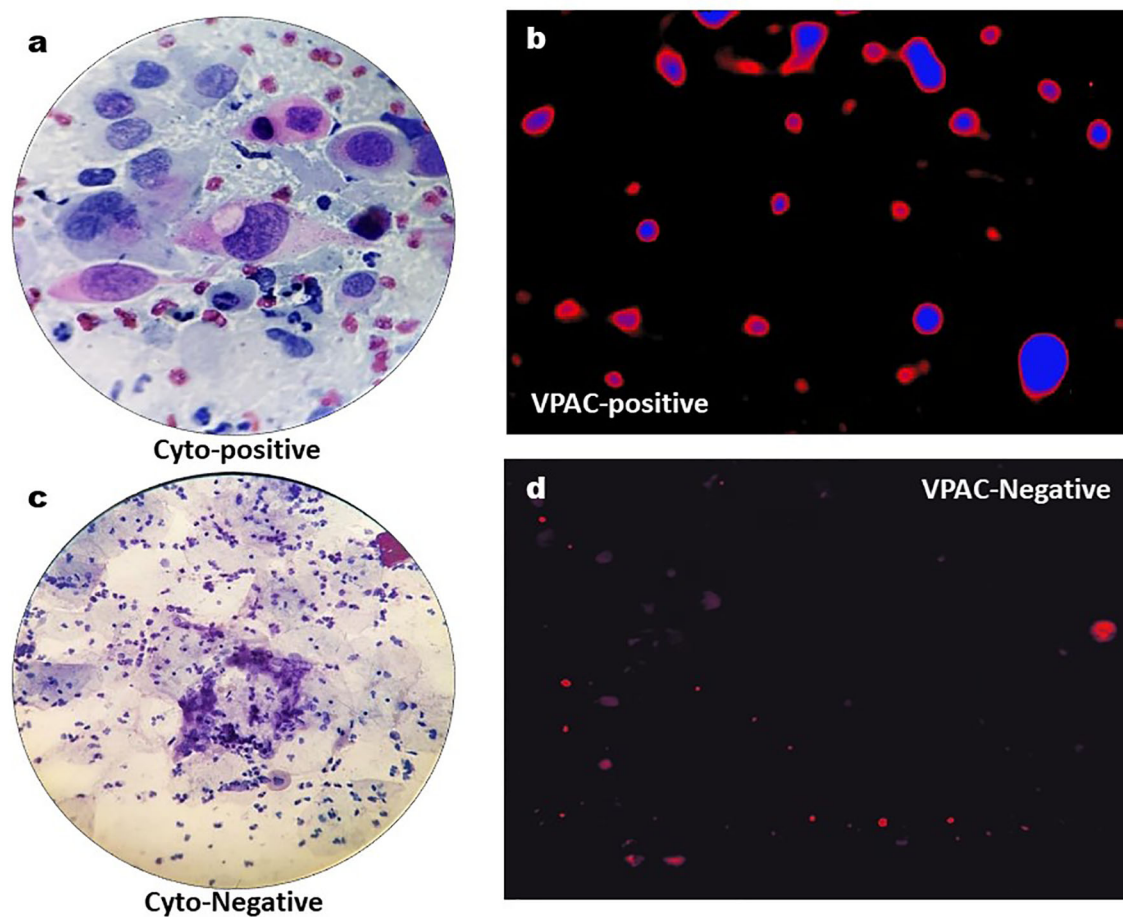 a
b
VPAC-positive
Cyto-positive
c
d
VPAC-Negative
Cyto-Negative